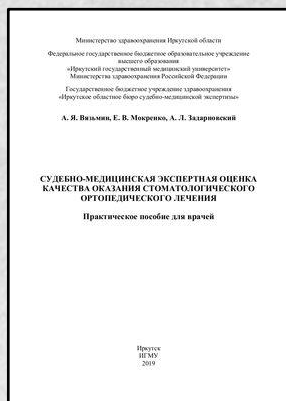 Министерство здравоохранения Иркутской области
Федеральное государственное бюджетное образовательное учреждение
высшего образования
«Иркутский государственный медицинский университет»
Министерства здравоохранения Российской Федерации
Государственное бюджетное учреждение здравоохранения
«Иркутское областное бюро судебно-медицинской экспертизы»
А. Я. Вязьмин, Е. В. Мокренко, А. Л. Задарновский
СУДЕБНО-МЕДИЦИНСКАЯ ЭКСПЕРТНАЯ ОЦЕНКА
КАЧЕСТВА ОКАЗАНИЯ СТОМАТОЛОГИЧЕСКОГО
ОРТОПЕДИЧЕСКОГО ЛЕЧЕНИЯ
Практическое пособие для врачей
Иркутск
ИГМУ
2019